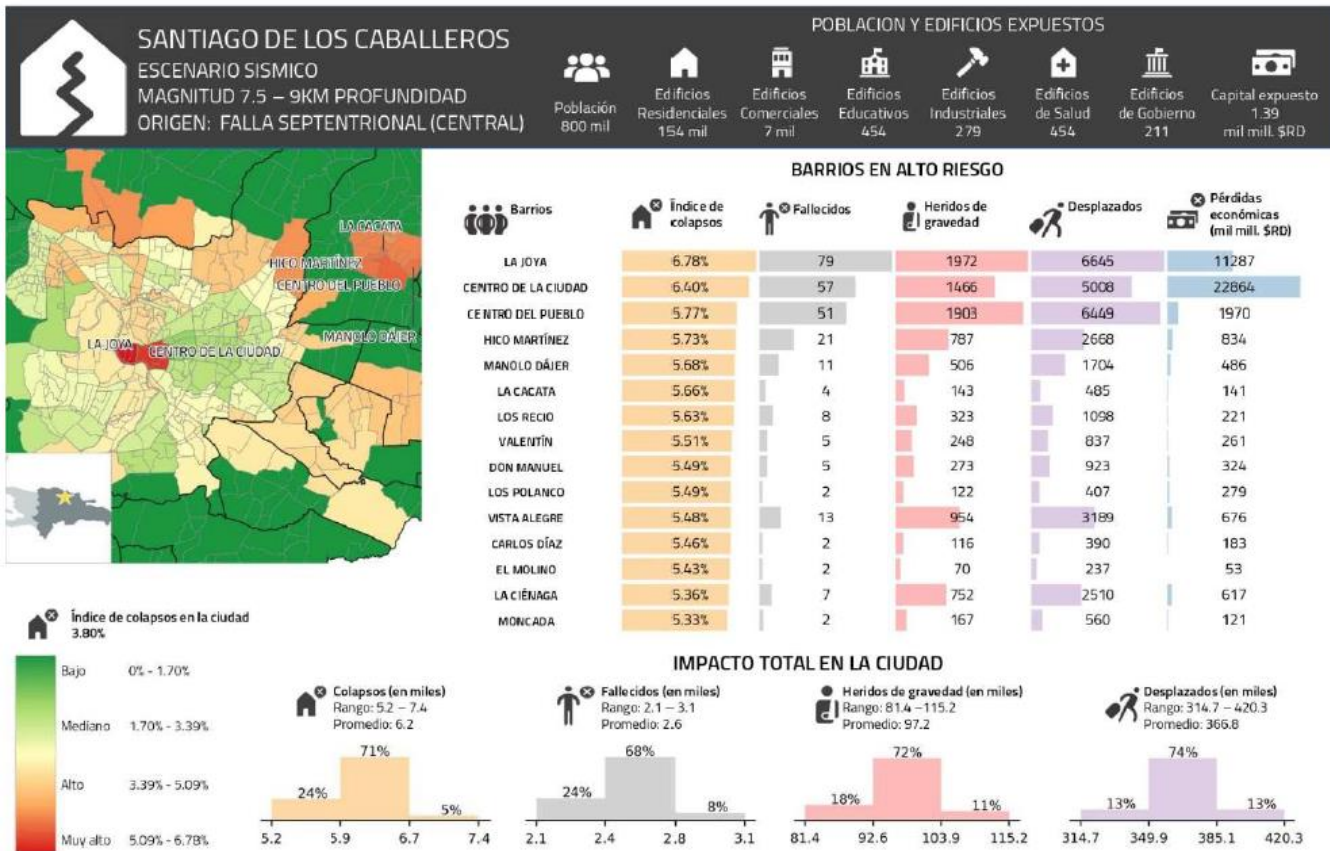 SANTIAGO DE LOS CABALLEROS
ESCENARIO SISMICO
MAGNITUD 7.5 – 9KM PROFUNDIDAD
ORIGEN: FALLA SEPTENTRIONAL (CENTRAL)
POBLACION Y EDIFICIOS EXPUESTOS
Población
800 mil
Edificios
Residenciales
154 mil
Edificios
Comerciales
7 mil
Edificios
Educativos
454
Edificios
Industriales
279
Edificios
de Salud
454
Edificios
de Gobierno
211
Capital expuesto
1.39
mil mill. $RD
LA CACATA
HICO MARTÍNEZ
CENTRO DEL PUEBLO
MANOLO DÁJER
LA JOYA
CENTRO DE LA CIUDAD
BARRIOS EN ALTO RIESGO
Barrios
Índice de
colapsos
Fallecidos
Heridos de
gravedad
Desplazados
Pérdidas
económicas
(mil mill. $RD)
LA JOYA 6.78% 79 1972 6645 11287
CENTRO DE LA CIUDAD 6.40% 57 1466 5008 22864
CENTRO DEL PUEBLO 5.77% 51 1903 6449 1970
HICO MARTÍNEZ 5.73% 21 787 2668 834
MANOLO DÁJER 5.68% 11 506 1704 486
LA CACATA 5.66% 4 143 485 141
LOS RECIO 5.63% 8 323 1098 221
VALENTÍN 5.51% 5 248 837 261
DON MANUEL 5.49% 5 273 923 324
LOS POLANCO 5.49% 2 122 407 279
VISTA ALEGRE 5.48% 13 954 3189 676
CARLOS DÍAZ 5.46% 2 116 390 183
EL MOLINO 5.43% 2 70 237 53
LA CIÉNAGA 5.36% 7 752 2510 617
MONCADA 5.33% 2 167 560 121
Índice de colapsos en la ciudad
3.80%
Bajo 0% - 1.70%
Mediano 1.70% - 3.39%
Alto 3.39% - 5.09%
Muy alto 5.09% - 6.78%
IMPACTO TOTAL EN LA CIUDAD
Colapsos (en miles)
Rango: 5.2 – 7.4
Promedio: 6.2
24% 71% 5%
5.2 5.9 6.7 7.4
Fallecidos (en miles)
Rango: 2.1 – 3.1
Promedio: 2.6
24% 68% 8%
2.1 2.4 2.8 3.1
Heridos de gravedad (en miles)
Rango: 81.4 –115.2
Promedio: 97.2
18% 72% 11%
81.4 92.6 103.9 115.2
Desplazados (en miles)
Rango: 314.7 – 420.3
Promedio: 366.8
13% 74% 13%
314.7 349.9 385.1 420.3